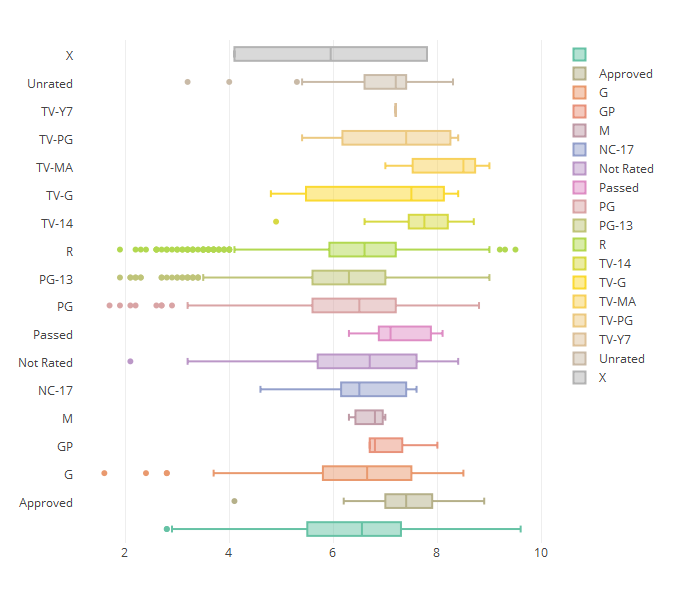 X
Unrated
TV-Y7
TV-PG
TV-MA
TV-G
TV-14
R
PG-13
PG
Passed
Not Rated
NC-17
M
GP
G
Approved
2 4 6 8 10
Approved
G
GP
M
NC-17
Not Rated
Passed
PG
PG-13
R
TV-14
TV-G
TV-MA
TV-PG
TV-Y7
Unrated
X